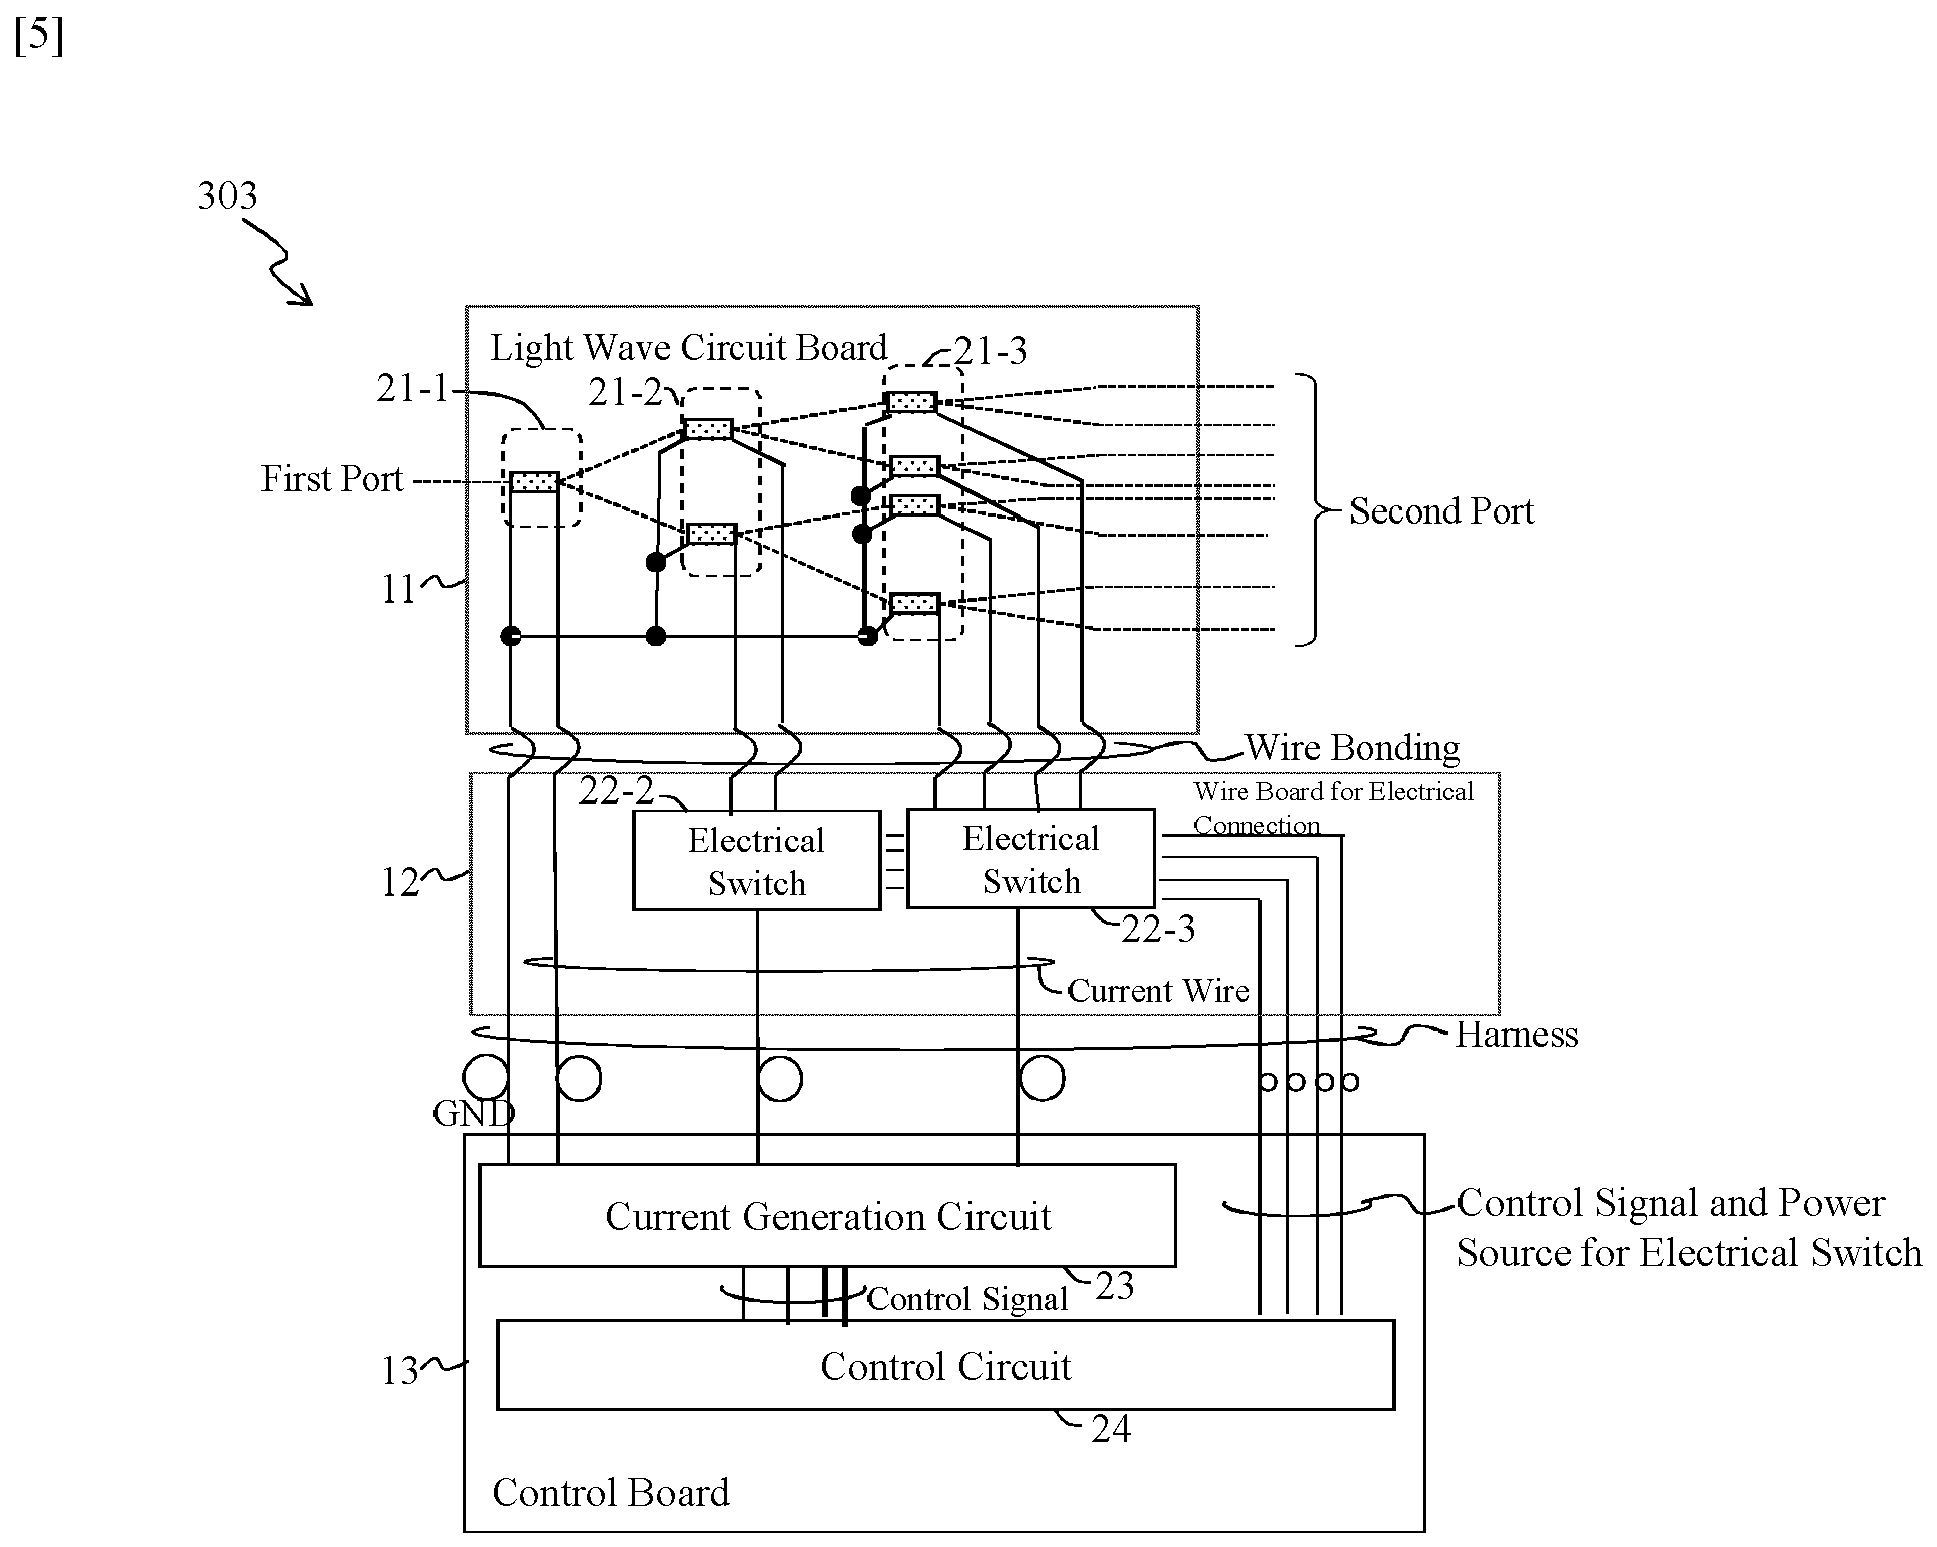 [5]
303
Light Wave Circuit Board
21-3
21-1
21-2
First Port
Second Port
11
Wire Bonding
22-2
Wire Board for Electrical
Connection
Electrical
Switch
Electrical
Switch
12
22-3
Current Wire
Harness
GND
Current Generation Circuit
Control Signal and Power
Source for Electrical Switch
23
Control Signal
13
Control Circuit
24
Control Board